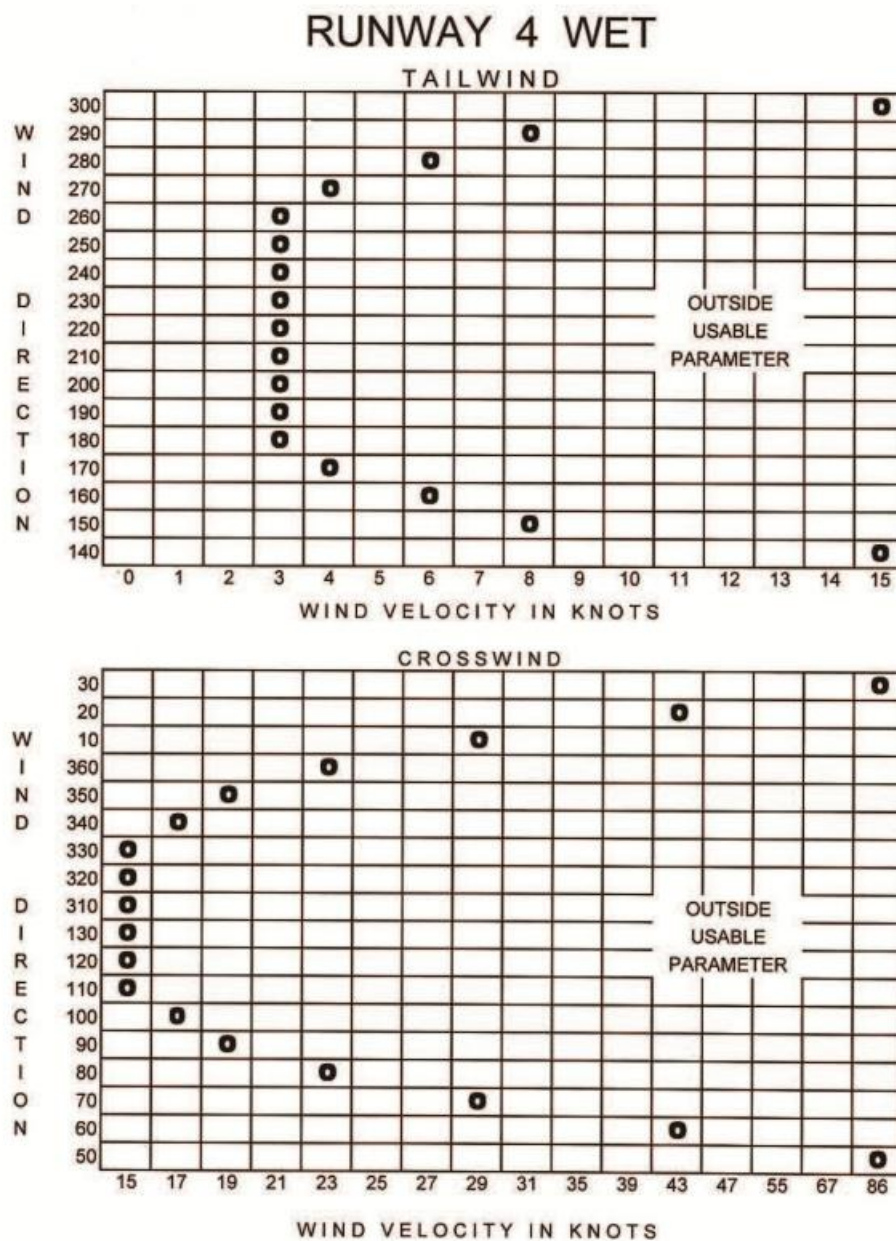 RUNWAY 4 WET
TAILWIND
WIND DIRECTION
300
290
280
270
260
250
240
230
220
210
200
190
180
170
160
150
140
OUTSIDE
USABLE
PARAMETER
0 1 2 3 4 5 6 7 8 9 10 11 12 13 14 15
WIND VELOCITY IN KNOTS
CROSSWIND
WIND DIRECTION
30
20
10
360
350
340
330
320
310
130
120
110
100
90
80
70
60
50
OUTSIDE
USABLE
PARAMETER
15 17 19 21 23 25 27 29 31 35 39 43 47 55 67 86
WIND VELOCITY IN KNOTS